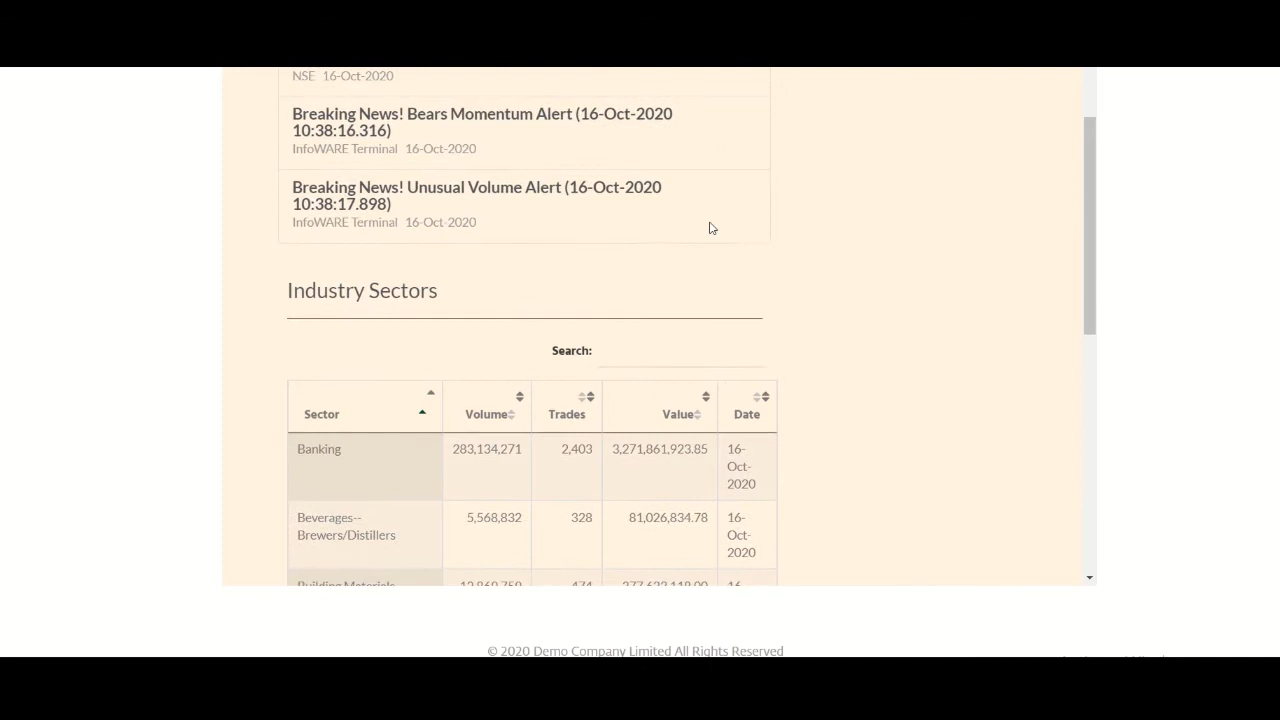 NSE 16-Oct-2020
Breaking News! Bears Momentum Alert (16-Oct-2020
10:38:16.316)
InfoWARE Terminal 16-Oct-2020
Breaking News! Unusual Volume Alert (16-Oct-2020
10:38:17.898)
InfoWARE Terminal 16-Oct-2020
Industry Sectors
Search:
Sector Volume Trades Value Date
Banking 283,134,271 2,403 3,271,861,923.85 16-
Oct-
2020
Beverages-- 5,568,832 328 81,026,834.78 16-
Brewers/Distillers Oct-
2020
Building Materials
© 2020 Demo Company Limited All Rights Reserved